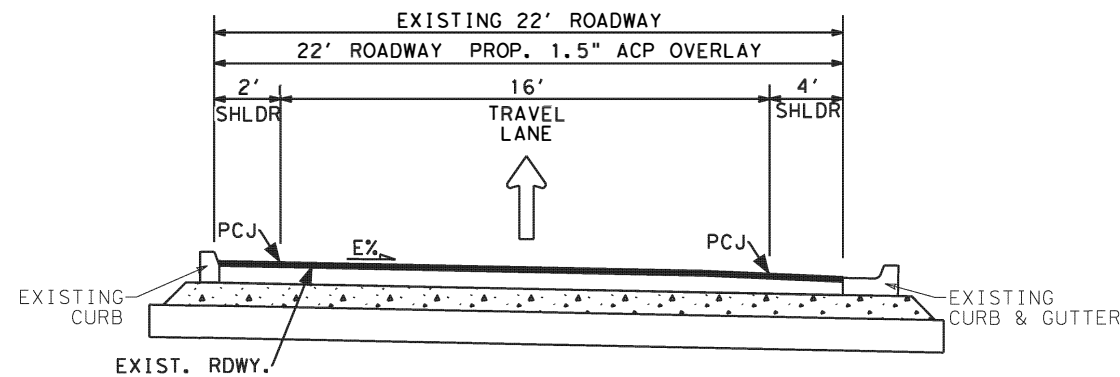 EXISTING 22' ROADWAY
22' ROADWAY PROP. 1.5" ACP OVERLAY
2'
SHLDR
16'
TRAVEL
LANE
4'
SHLDR
PCJ
E%
PCJ
EXISTING
CURB
EXISTING
CURB & GUTTER
EXIST. RDWY.